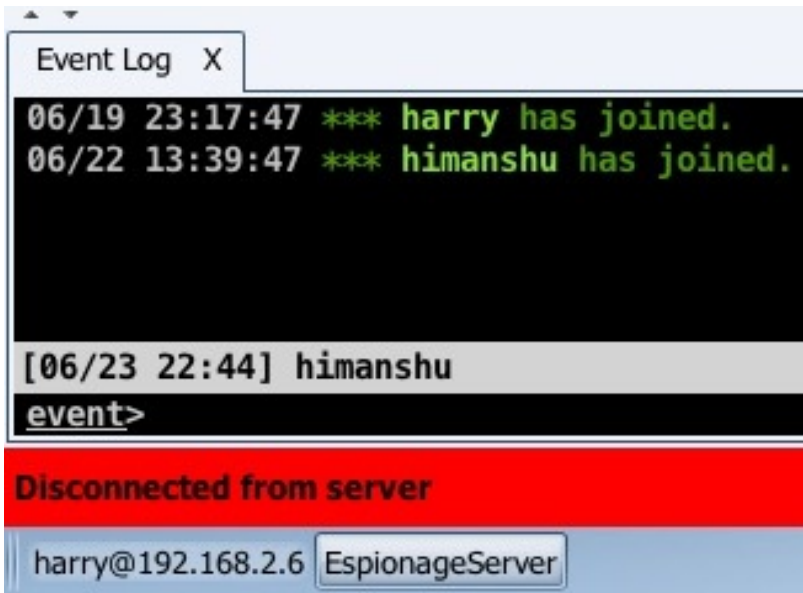 Event Log X
06/19 23:17:47 *** harry has joined.
06/22 13:39:47 *** himanshu has joined.
[06/23 22:44] himanshu
event>
Disconnected from server
harry@192.168.2.6 EspionageServer